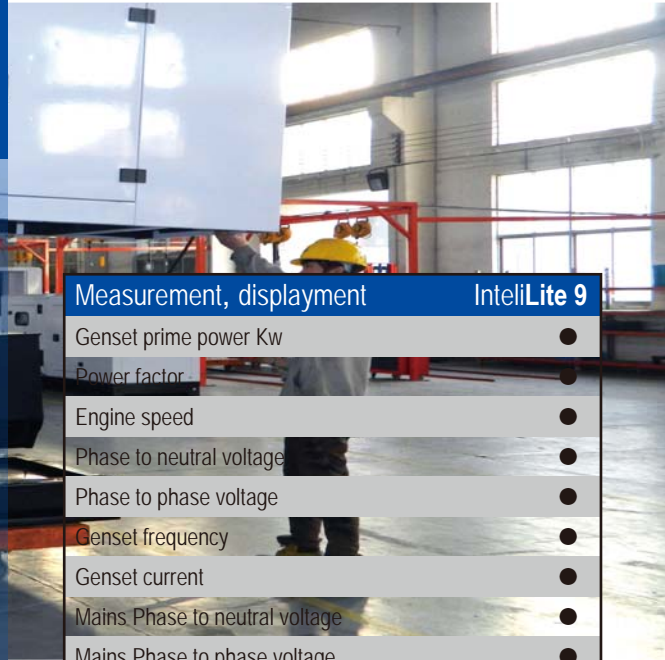 Measurement, displayment InteliLite 9
Genset prime power Kw ●
Power factor ●
Engine speed ●
Phase to neutral voltage ●
Phase to phase voltage ●
Genset frequency ●
Genset current ●
Mains Phase to neutral voltage ●
Mains Phase to phase voltage ●